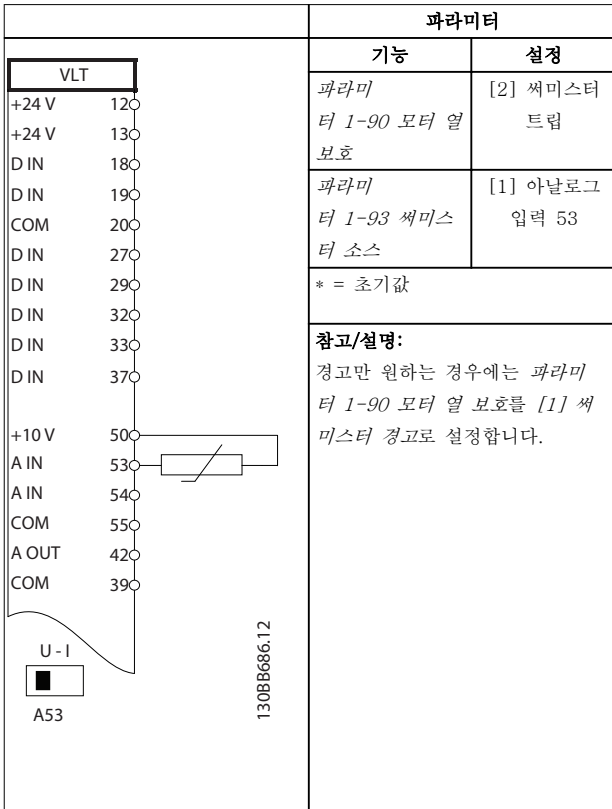 VLT
+24 V 12
+24 V 13
D IN 18
D IN 19
COM 20
D IN 27
D IN 29
D IN 32
D IN 33
D IN 37
+10 V 50
A IN 53
A IN 54
COM 55
A OUT 42
COM 39
U - I
A53
130BB686.12
파라미터
기능 설정
파라미
터 1-90 모터 열
보호
[2] 써미스터
트립
파라미
터 1-93 써미스
터 소스
[1] 아날로그
입력 53
* = 초기값
참고/설명:
경고만 원하는 경우에는 파라미
터 1-90 모터 열 보호를 [1] 써
미스터 경고로 설정합니다.